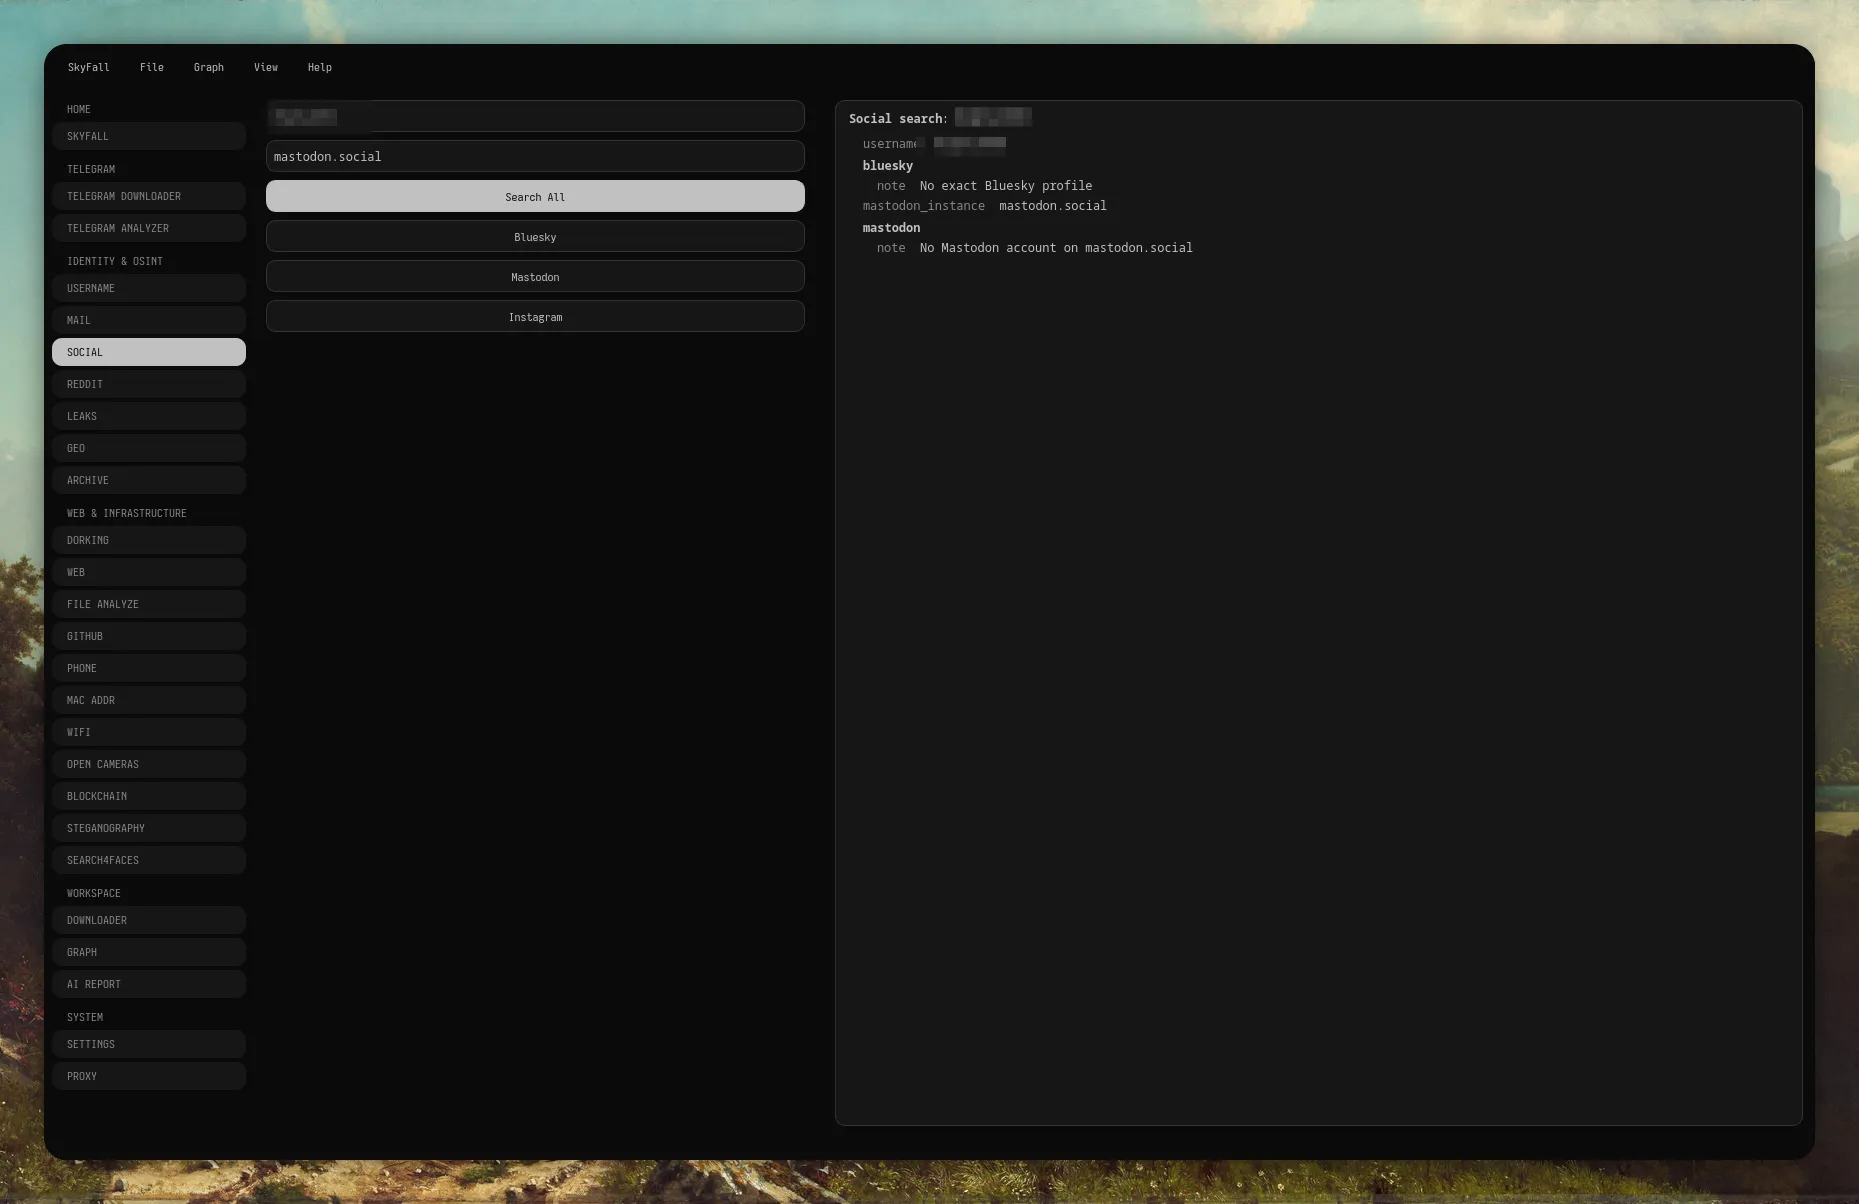 SkyFall File Graph View Help
HOME
SKYFALL
TELEGRAM
TELEGRAM DOWNLOADER
TELEGRAM ANALYZER
IDENTITY & OSINT
USERNAME
MAIL
SOCIAL
REDDIT
LEAKS
GEO
ARCHIVE
WEB & INFRASTRUCTURE
DORKING
WEB
FILE ANALYZE
GITHUB
PHONE
MAC ADDR
WIFI
OPEN CAMERAS
BLOCKCHAIN
STEGANOGRAPHY
SEARCH4FACES
WORKSPACE
DOWNLOADER
GRAPH
AI REPORT
SYSTEM
SETTINGS
PROXY
mastodon.social
Search All
Bluesky
Mastodon
Instagram
Social search:
username
bluesky
note No exact Bluesky profile
mastodon_instance mastodon.social
mastodon
note No Mastodon account on mastodon.social